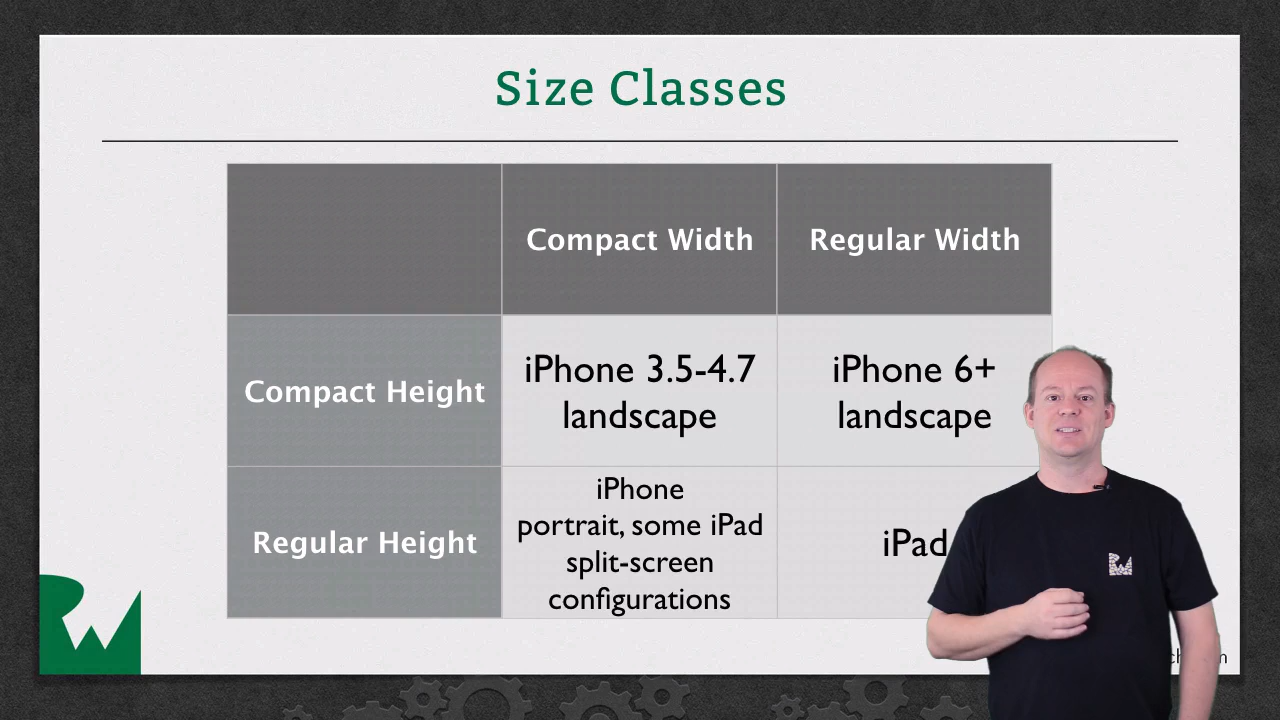 Size Classes
Compact Width
Regular Width
Compact Height
iPhone 3.5-4.7
landscape
iPhone 6+
landscape
Regular Height
iPhone
portrait, some iPad
split-screen
configurations
iPad